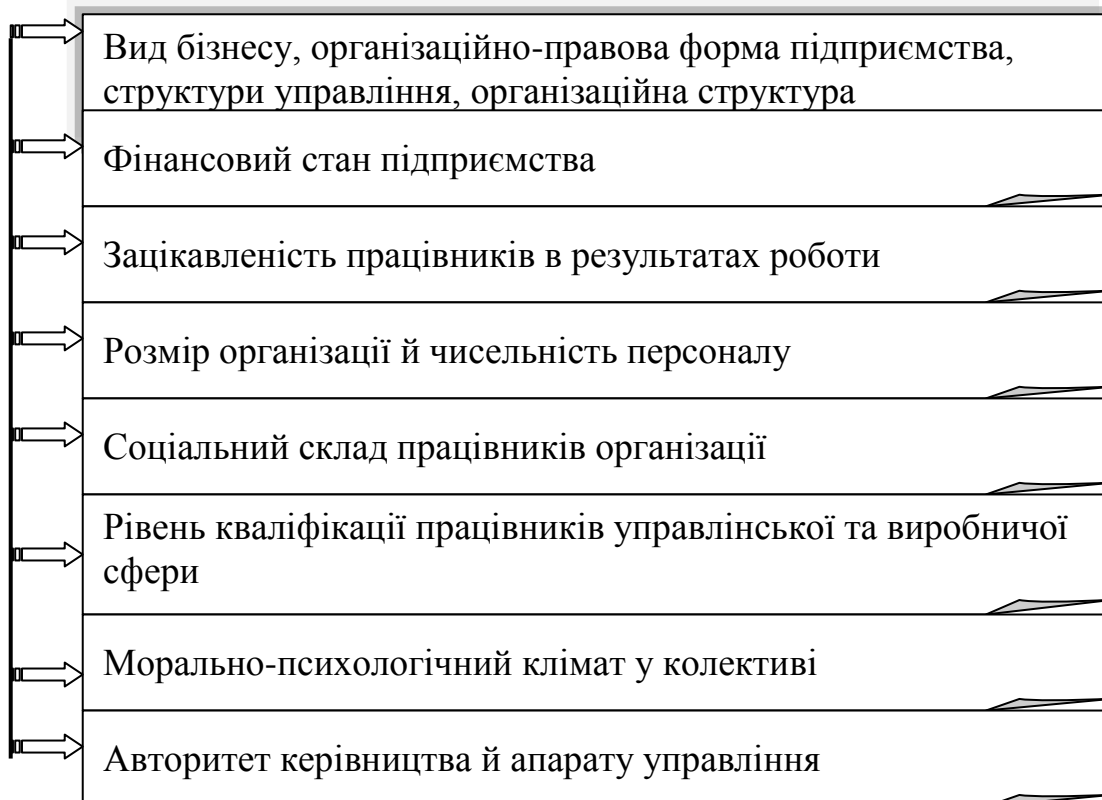 Вид бізнесу, організаційно-правова форма підприємства,
структури управління, організаційна структура
Фінансовий стан підприємства
Зацікавленість працівників в результатах роботи
Розмір організації й чисельність персоналу
Соціальний склад працівників організації
Рівень кваліфікації працівників управлінської та виробничої
сфери
Морально-психологічний клімат у колективі
Авторитет керівництва й апарату управління